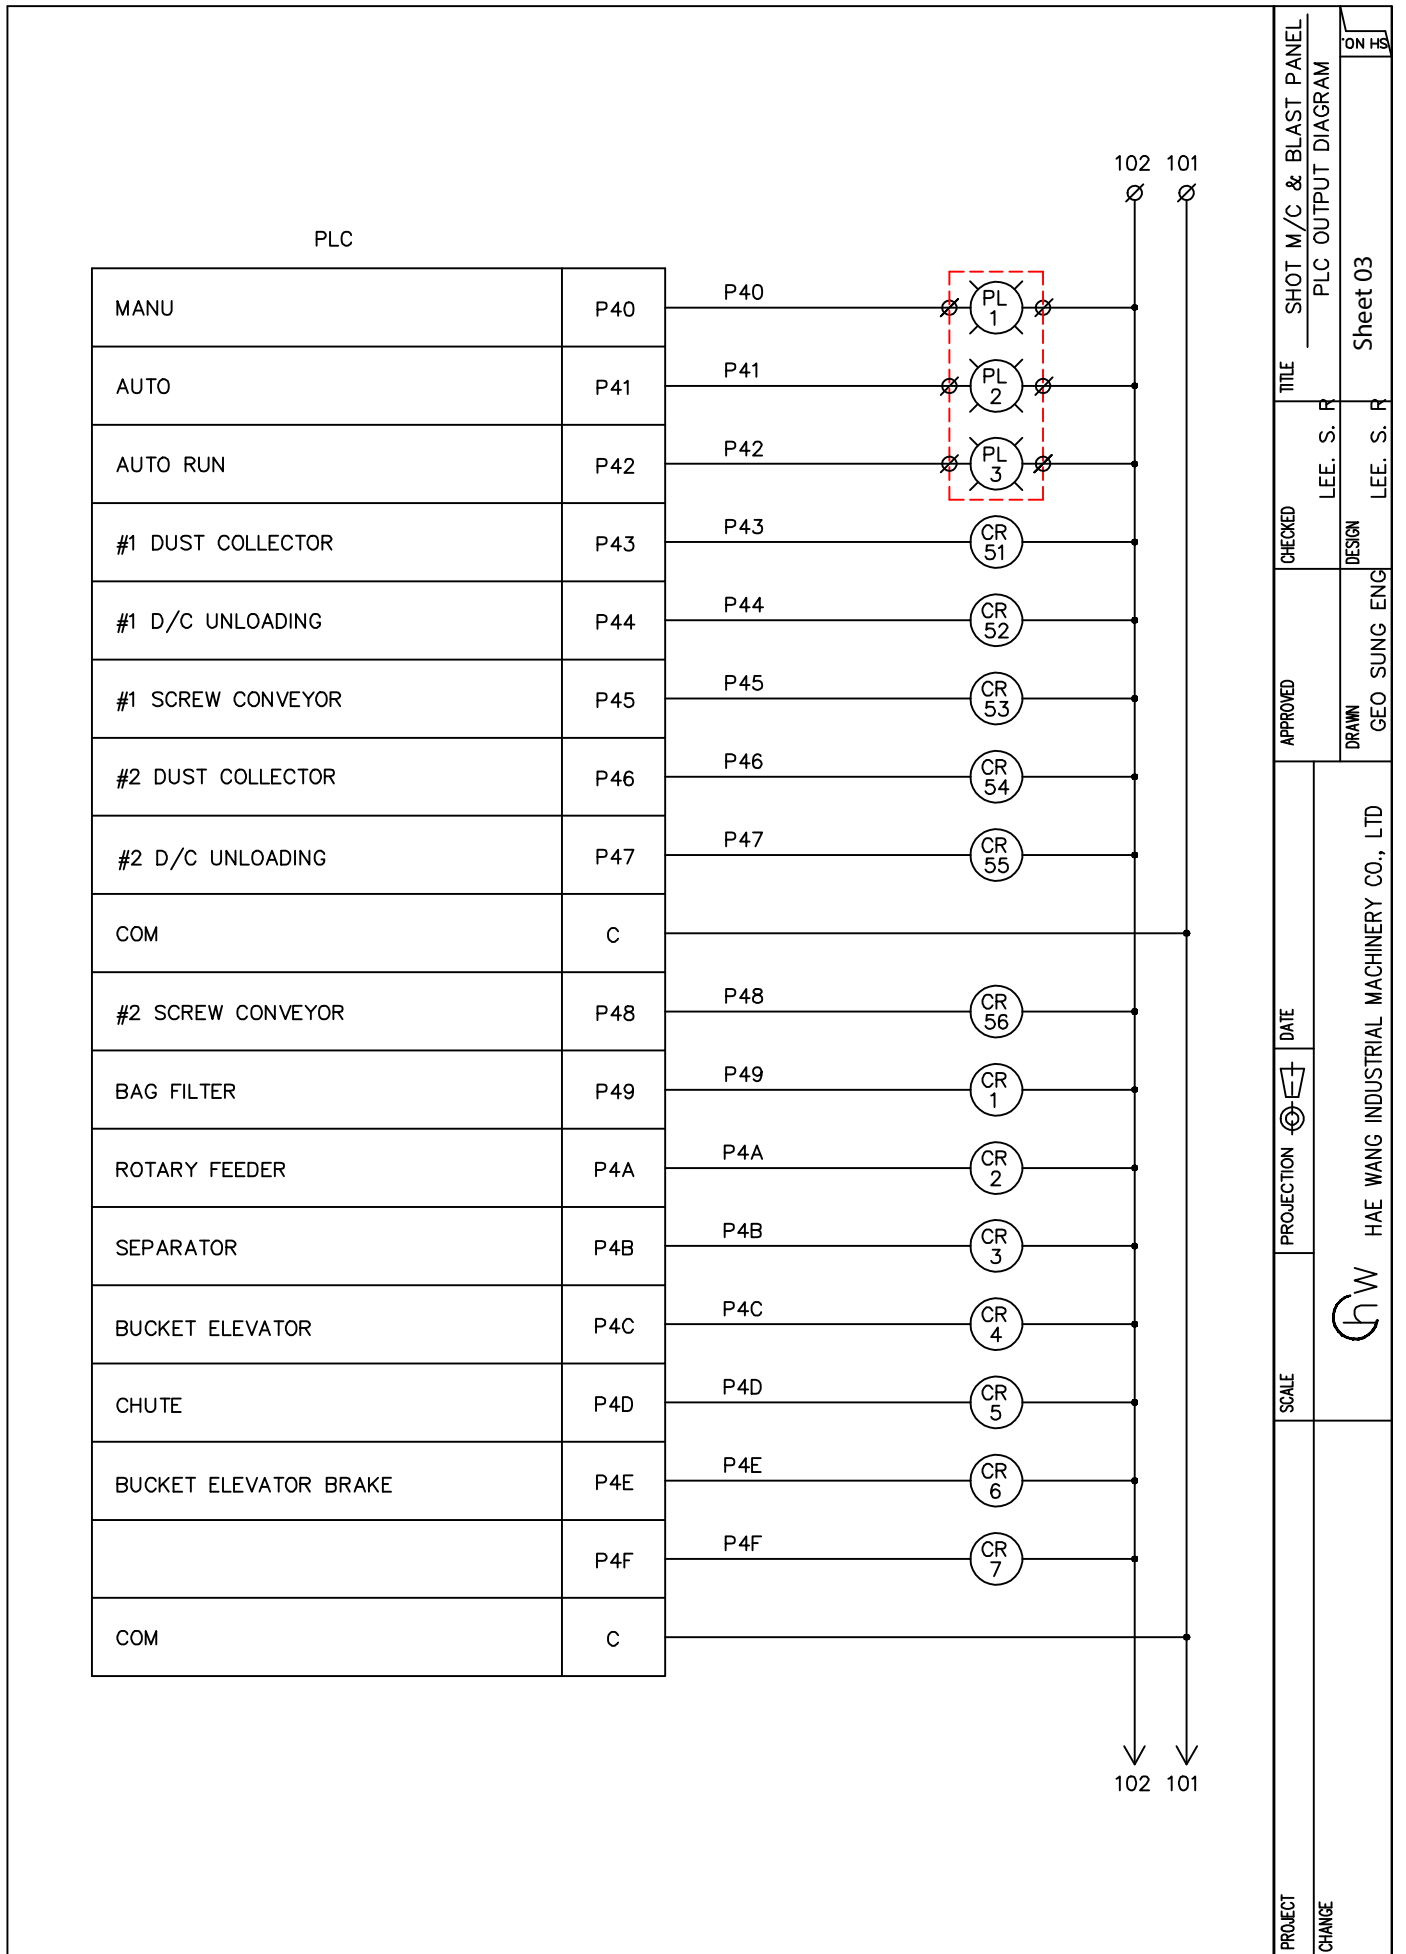 102 101
PLC
MANU P40 P40 PL 1
AUTO P41 P41 PL 2
AUTO RUN P42 P42 PL 3
#1 DUST COLLECTOR P43 P43 CR 51
#1 D/C UNLOADING P44 P44 CR 52
#1 SCREW CONVEYOR P45 P45 CR 53
#2 DUST COLLECTOR P46 P46 CR 54
#2 D/C UNLOADING P47 P47 CR 55
COM C
#2 SCREW CONVEYOR P48 P48 CR 56
BAG FILTER P49 P49 CR 1
ROTARY FEEDER P4A P4A CR 2
SEPARATOR P4B P4B CR 3
BUCKET ELEVATOR P4C P4C CR 4
CHUTE P4D P4D CR 5
BUCKET ELEVATOR BRAKE P4E P4E CR 6
P4F P4F CR 7
COM C
102 101
PROJECT
CHANGE
SCALE
PROJECTION
DATE
hw HAE WANG INDUSTRIAL MACHINERY CO., LTD
APPROVED
DRAWN
GEO SUNG ENG
CHECKED
LEE. S. R
DESIGN
LEE. S. R
TITLE
SHOT M/C & BLAST PANEL
PLC OUTPUT DIAGRAM
Sheet 03
SH NO.